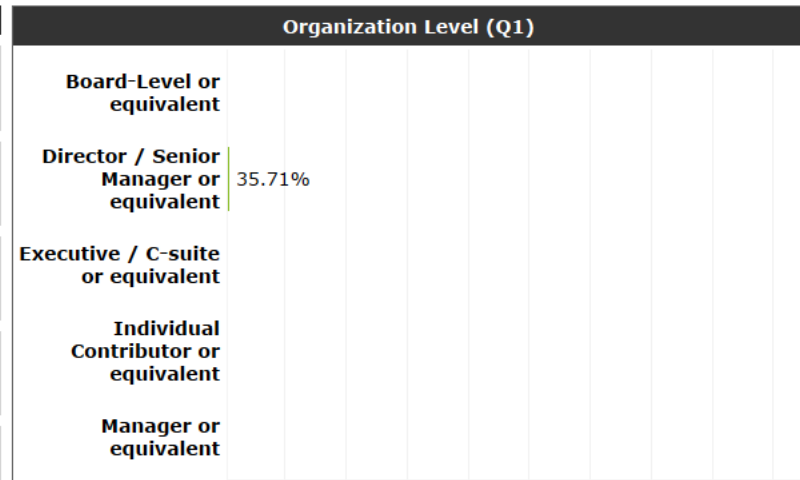 Organization Level (Q1)
Board-Level or
equivalent
Director / Senior
Manager or
equivalent
35.71%
Executive / C-suite
or equivalent
Individual
Contributor or
equivalent
Manager or
equivalent